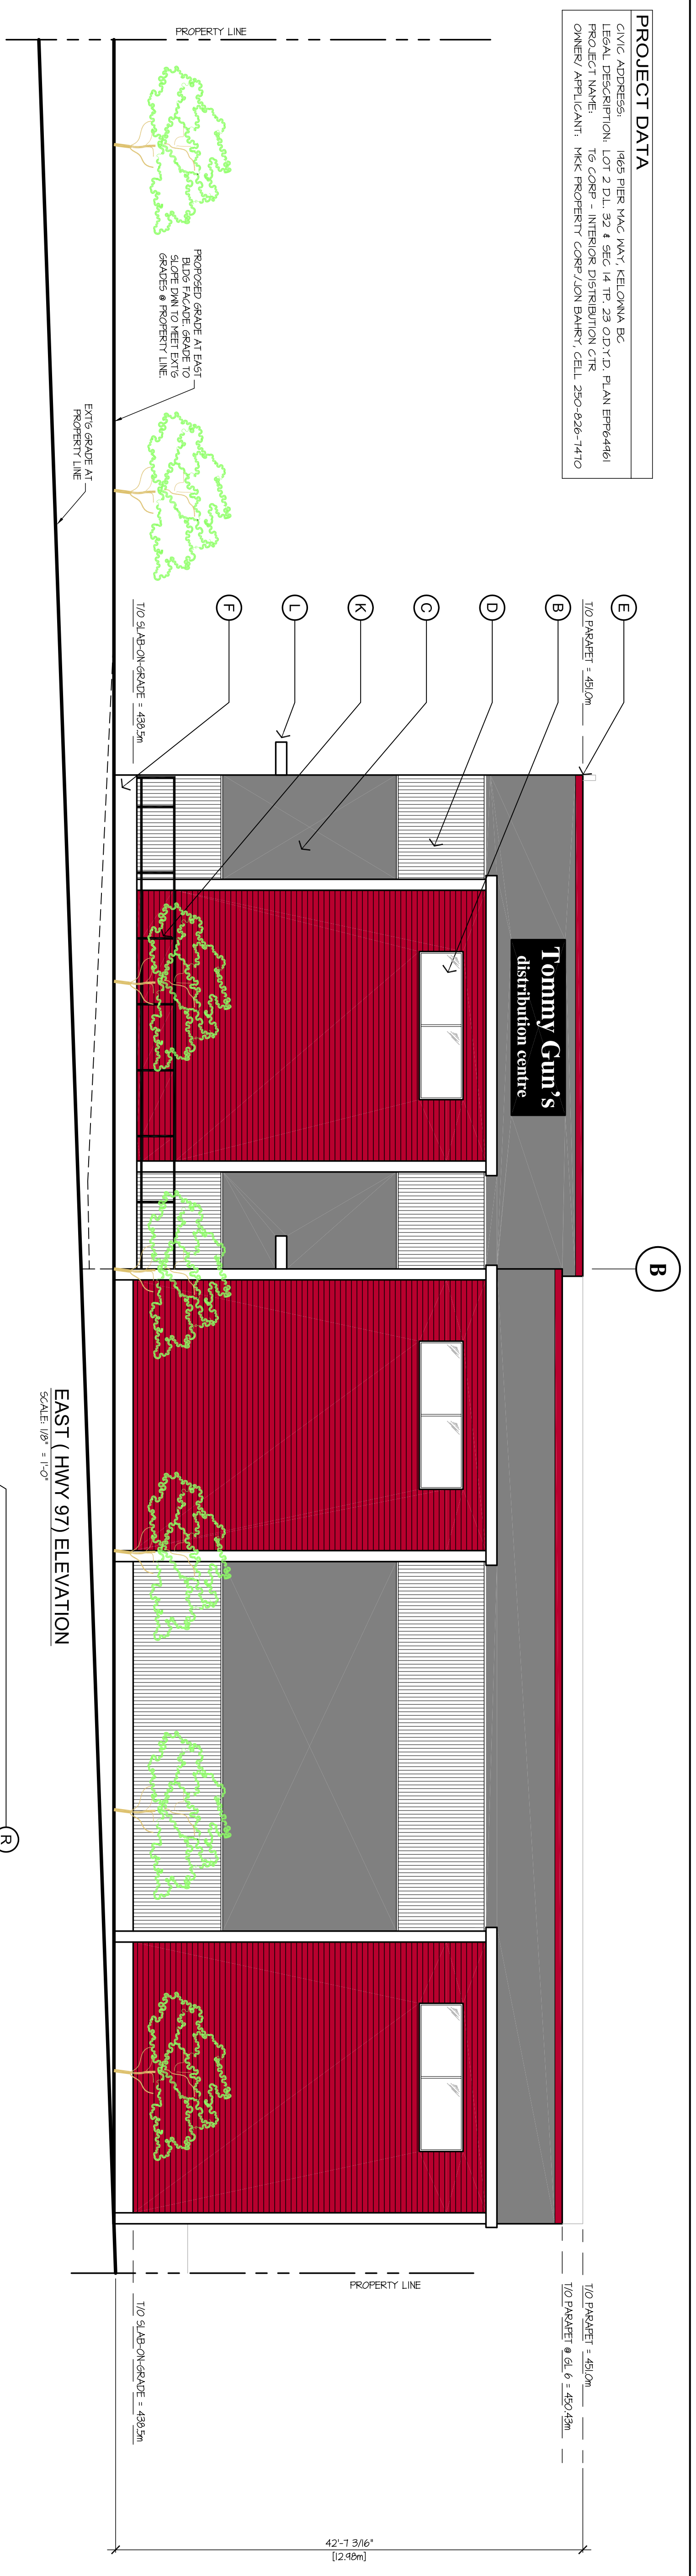 PROJECT DATA
CIVIC ADDRESS: 1965 PIER MAC WAY, KELOWNA BC
LEGAL DESCRIPTION: LOT 2 D.L. 32 & SEC 14 TP. 23 O.D.Y.D. PLAN EPP64961
PROJECT NAME: TG CORP - INTERIOR DISTRIBUTION CTR
OWNER/ APPLICANT: MKK PROPERTY CORP./JON BAHRY, CELL 250-826-7470
B
E
T/O PARAPET = 451.0m
B
D
C
K
L
F
T/O SLAB-ON-GRADE = 438.5m
Tommy Gun's
distribution centre
PROPERTY LINE
PROPOSED GRADE AT EAST
BLDG FACADE. GRADE TO
SLOPE DWN TO MEET EXT'G
GRADES @ PROPERTY LINE.
EXT'G GRADE AT
PROPERTY LINE
T/O PARAPET = 451.0m
T/O PARAPET @ GL 6 = 450.43m
PROPERTY LINE
T/O SLAB-ON-GRADE = 438.5m
42'-7 3/16"
[12.98m]
EAST ( HWY 97) ELEVATION
SCALE: 1/8" = 1'-0"
R